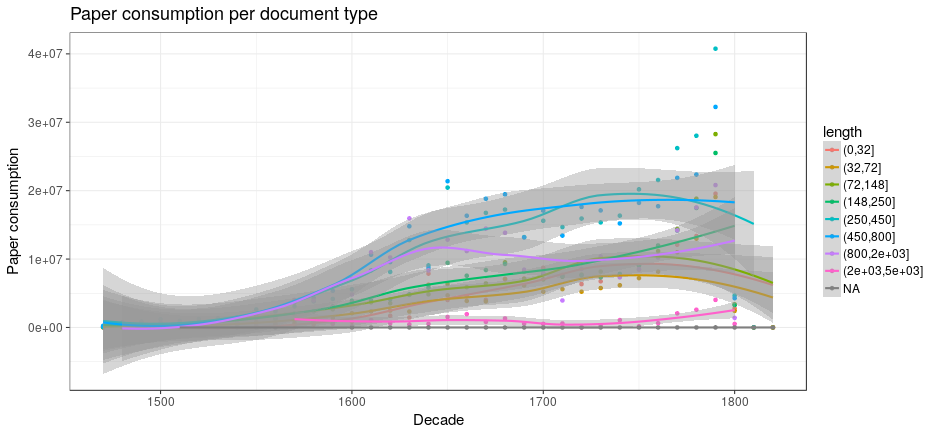 Paper consumption per document type
4e+07
3e+07
2e+07
1e+07
0e+00
Paper consumption
1500 1600 1700 1800
Decade
length
(0,32]
(32,72]
(72,148]
(148,250]
(250,450]
(450,800]
(800,2e+03]
(2e+03,5e+03]
NA